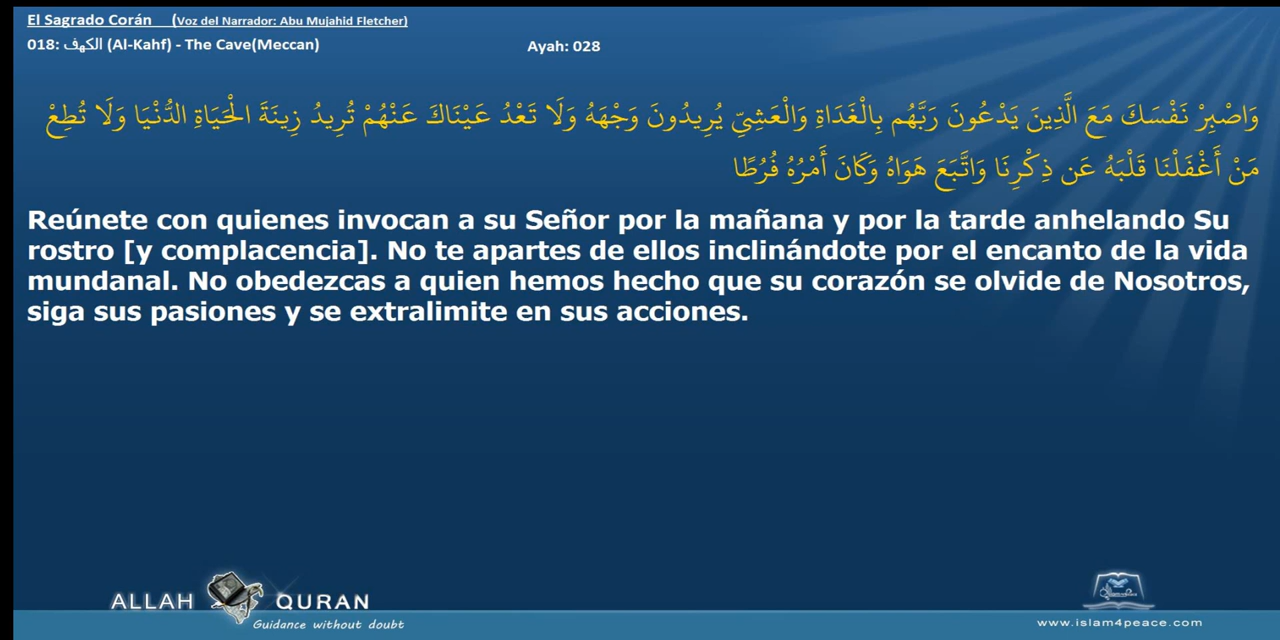 El Sagrado Corán (Voz del Narrador: Abu Mujahid Fletcher)
018: الكهف (Al-Kahf) - The Cave(Meccan) Ayah: 028
وَاصْبِرْ نَفْسَكَ مَعَ الَّذِينَ يَدْعُونَ رَبَّهُم بِالْغَدَاةِ وَالْعَشِيِّ يُرِيدُونَ وَجْهَهُ وَلَا تَعْدُ عَيْنَاكَ عَنْهُمْ تُرِيدُ زِينَةَ الْحَيَاةِ الدُّنْيَا وَلَا تُطِعْ
مَنْ أَغْفَلْنَا قَلْبَهُ عَن ذِكْرِنَا وَاتَّبَعَ هَوَاهُ وَكَانَ أَمْرُهُ فُرُطًا
Reúnete con quienes invocan a su Señor por la mañana y por la tarde anhelando Su
rostro [y complacencia]. No te apartes de ellos inclinándote por el encanto de la vida
mundanal. No obedezcas a quien hemos hecho que su corazón se olvide de Nosotros,
siga sus pasiones y se extralimite en sus acciones.
ALLAH QURAN
Guidance without doubt
www.islam4peace.com